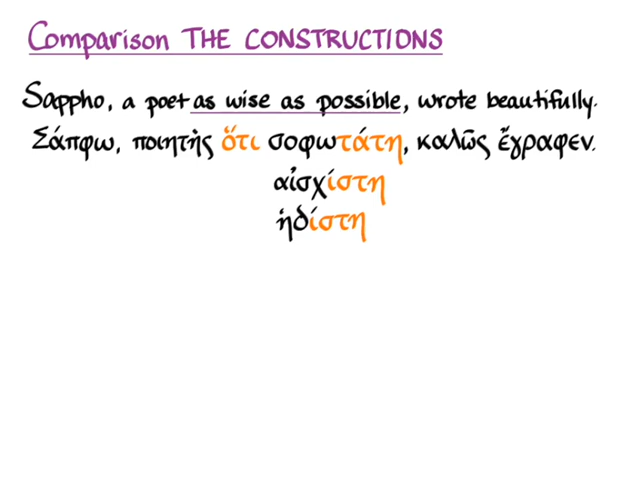 Comparison THE CONSTRUCTIONS
Sappho, a poet as wise as possible, wrote beautifully.
Σάπφω, ποιητὴς ὅτι σοφωτάτη, καλῶς ἔγραφεν.
αἰσχίστη
ἡδίστη